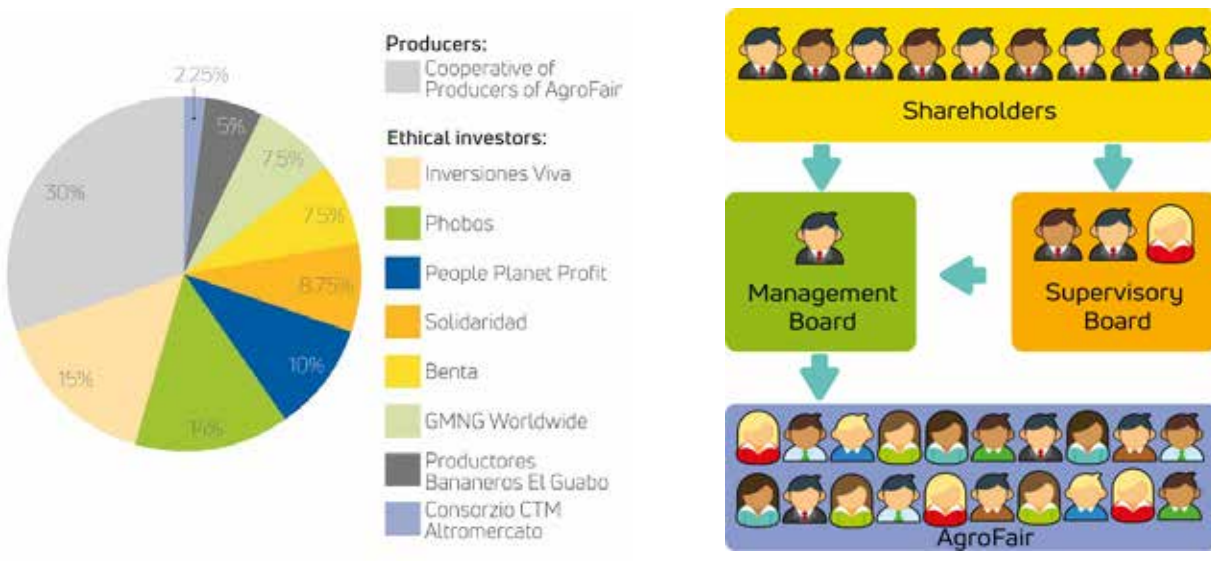 2.25%
5%
7.5%
7.5%
8.75%
10%
14%
15%
30%
Producers:
Cooperative of
Producers of AgroFair
Ethical investors:
Inversiones Viva
Phobos
People Planet Profit
Solidaridad
Benta
GMNG Worldwide
Productores
Bananeros El Guabo
Consorzio CTM
Altromercato
Shareholders
Management
Board
Supervisory
Board
AgroFair